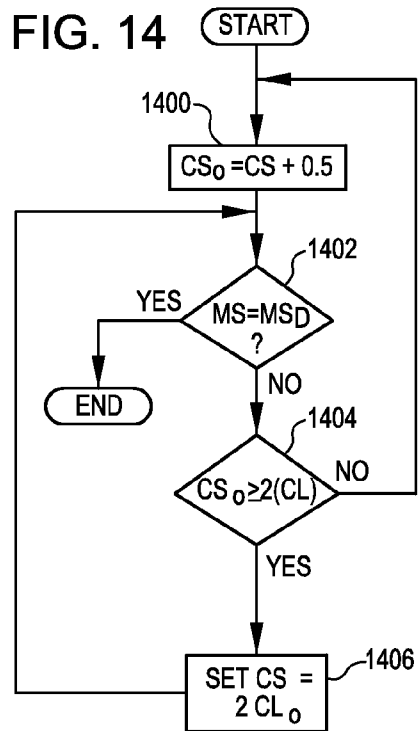 FIG. 14
START
1400
CS₀ =CS + 0.5
1402
YES
MS=MS_D
?
END
NO
1404
CS₀≥2(CL)
NO
YES
1406
SET CS =
2 CL₀